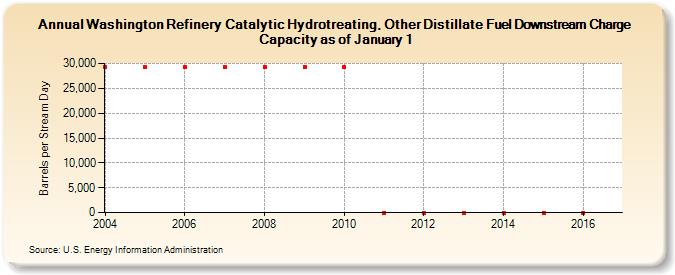 Annual Washington Refinery Catalytic Hydrotreating, Other Distillate Fuel Downstream Charge
Capacity as of January 1
Barrels per Stream Day
30,000
25,000
20,000
15,000
10,000
5,000
0
2004 2006 2008 2010 2012 2014 2016
Source: U.S. Energy Information Administration